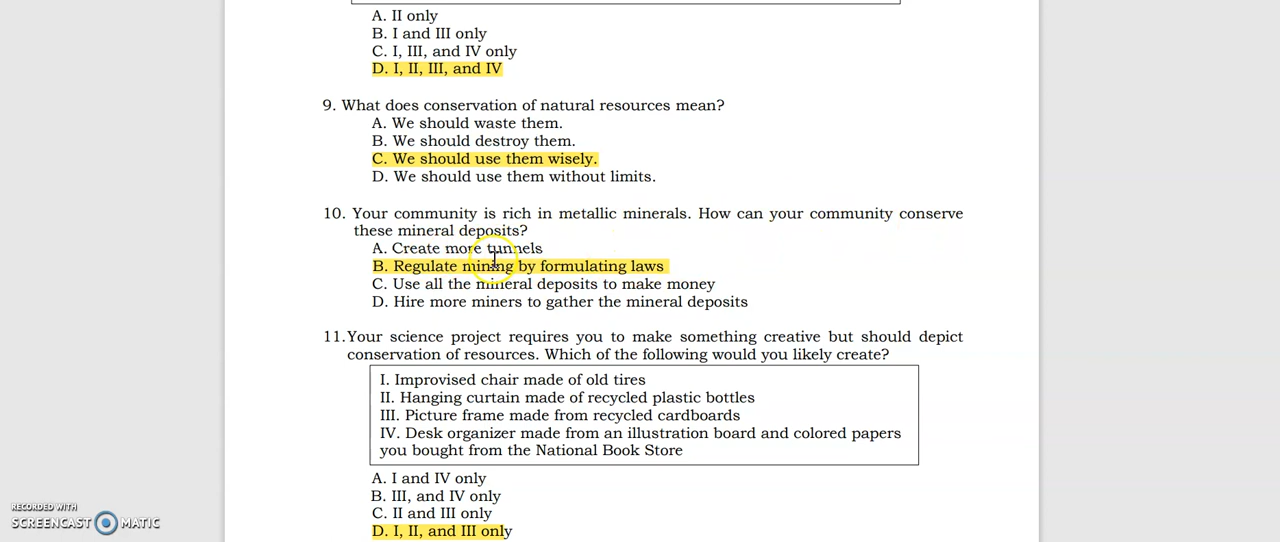 A. II only
B. I and III only
C. I, III, and IV only
D. I, II, III, and IV
9. What does conservation of natural resources mean?
A. We should waste them.
B. We should destroy them.
C. We should use them wisely.
D. We should use them without limits.
10. Your community is rich in metallic minerals. How can your community conserve
these mineral deposits?
A. Create more tunnels
B. Regulate mining by formulating laws
C. Use all the mineral deposits to make money
D. Hire more miners to gather the mineral deposits
11.Your science project requires you to make something creative but should depict
conservation of resources. Which of the following would you likely create?
I. Improvised chair made of old tires
II. Hanging curtain made of recycled plastic bottles
III. Picture frame made from recycled cardboards
IV. Desk organizer made from an illustration board and colored papers
you bought from the National Book Store
A. I and IV only
B. III, and IV only
C. II and III only
D. I, II, and III only
RECORDED WITH
SCREENCAST MATIC